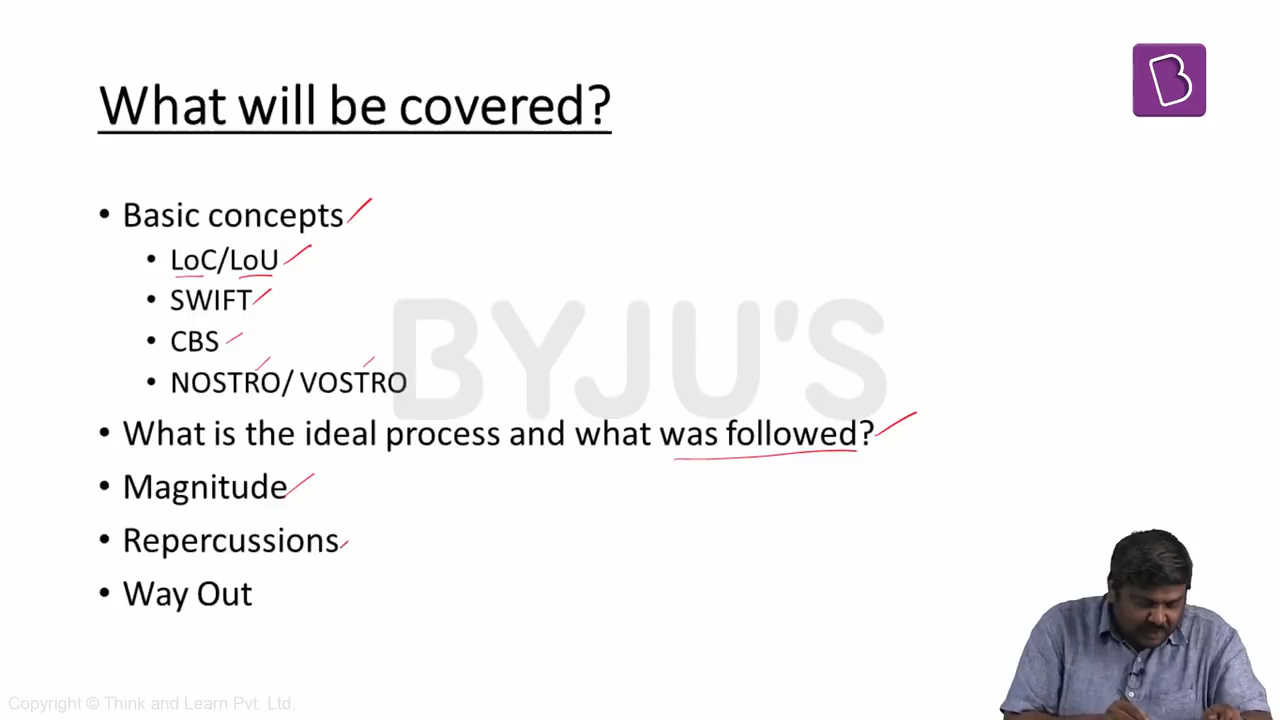 What will be covered?
• Basic concepts
• LoC/LoU
• SWIFT
• CBS
• NOSTRO/ VOSTRO
BYJU'S
• What is the ideal process and what was followed?
• Magnitude
• Repercussions
• Way Out
Copyright © Think and Learn Pvt. Ltd.